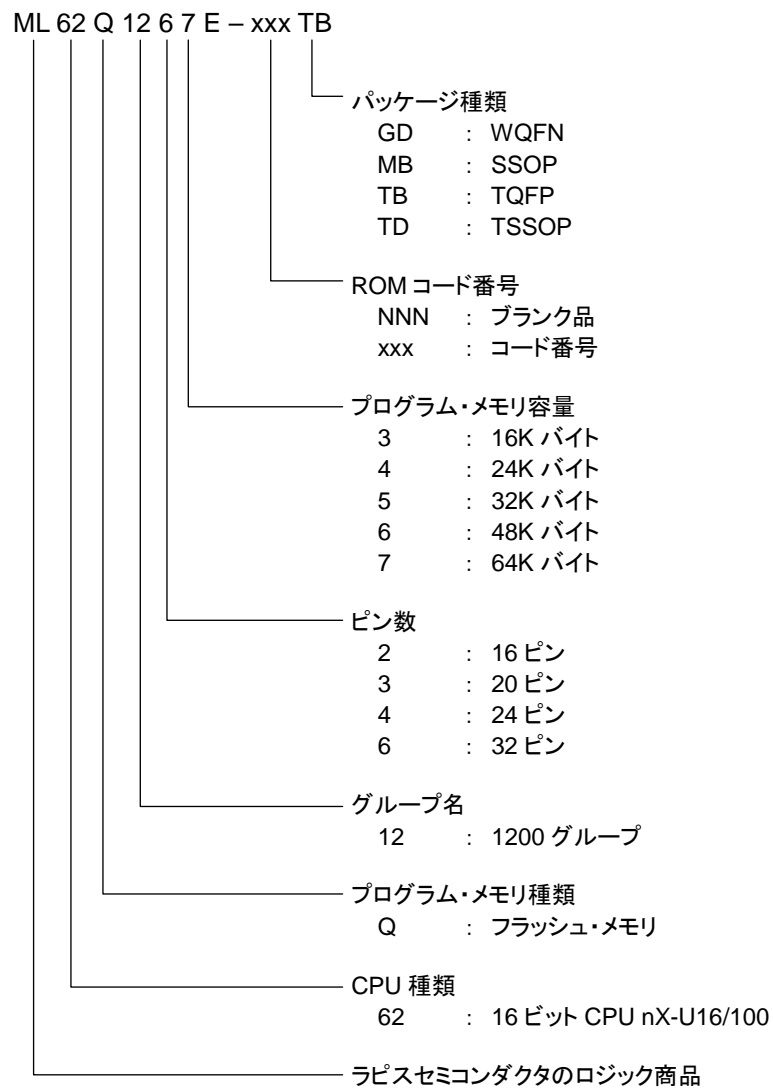 ML 62 Q 12 6 7 E – xxx TB
パッケージ種類
GD : WQFN
MB : SSOP
TB : TQFP
TD : TSSOP
ROM コード番号
NNN : ブランク品
xxx : コード番号
プログラム・メモリ容量
3 : 16K バイト
4 : 24K バイト
5 : 32K バイト
6 : 48K バイト
7 : 64K バイト
ピン数
2 : 16 ピン
3 : 20 ピン
4 : 24 ピン
6 : 32 ピン
グループ名
12 : 1200 グループ
プログラム・メモリ種類
Q : フラッシュ・メモリ
CPU 種類
62 : 16 ビット CPU nX-U16/100
ラピスセミコンダクタのロジック商品